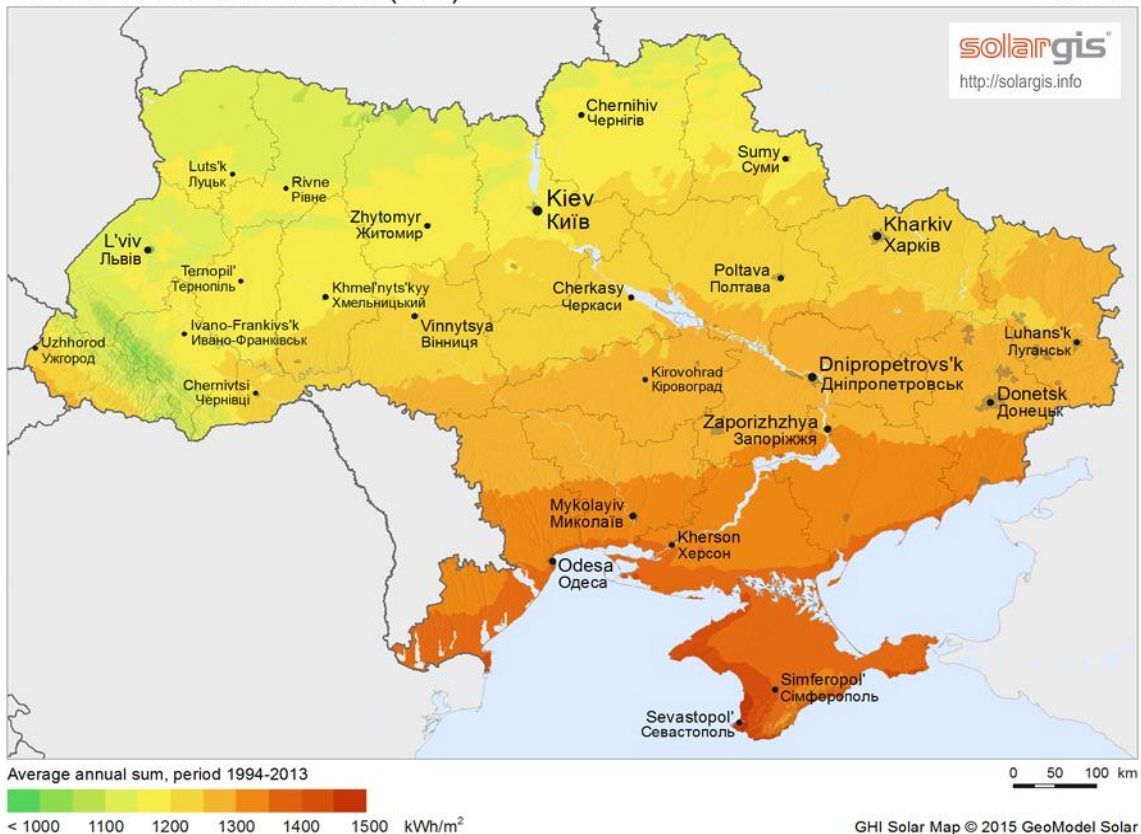 solargis
http://solargis.info
Chernihiv
Чернігів
Sumy
Суми
Luts'k
Луцьк
Rivne
Рівне
Kiev
Київ
Zhytomyr
Житомир
Kharkiv
Харків
L'viv
Львів
Ternopil'
Тернопіль
Khmel'nyts'kyy
Хмельницький
Cherkasy
Черкаси
Poltava
Полтава
Vinnytsya
Вінниця
Ivano-Frankivs'k
Ивано-Франківськ
Uzhhorod
Ужгород
Luhans'k
Луганськ
Chernivtsi
Чернівці
Kirovohrad
Кіровоград
Dnipropetrovs'k
Дніпропетровськ
Donetsk
Донецьк
Zaporizhzhya
Запоріжжя
Mykolayiv
Миколаїв
Kherson
Херсон
Odesa
Одеса
Simferopol'
Сімферополь
Sevastopol'
Севастополь
Average annual sum, period 1994-2013
0 50 100 km
< 1000 1100 1200 1300 1400 1500 kWh/m²
GHI Solar Map © 2015 GeoModel Solar